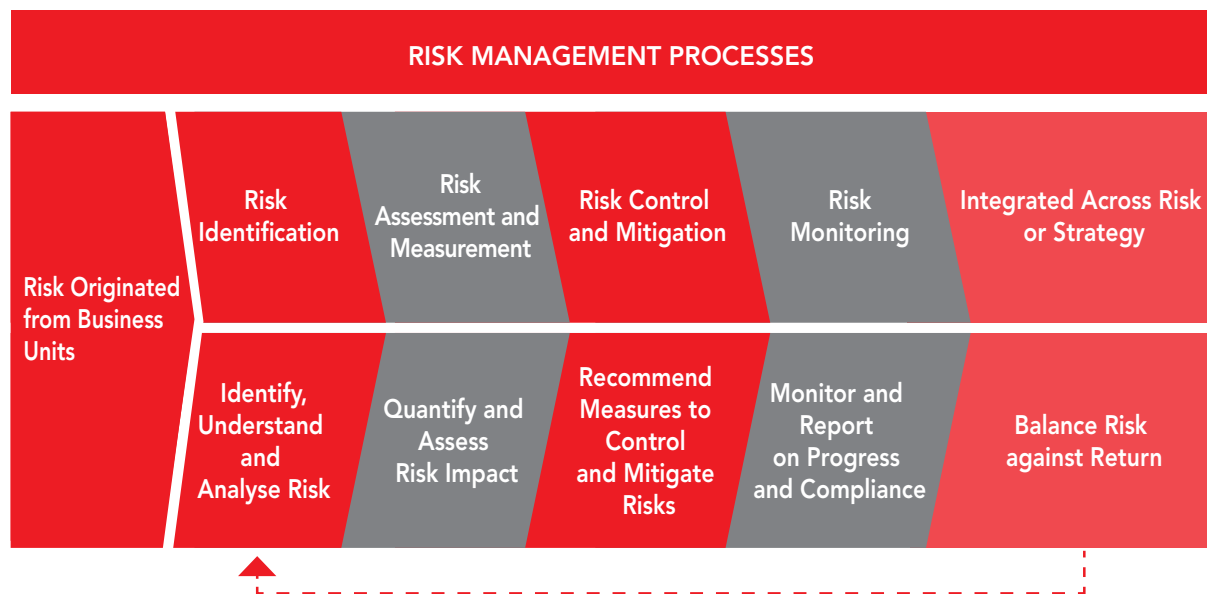 RISK MANAGEMENT PROCESSES
Risk Originated
from Business
Units
Risk
Identification
Risk
Assessment and
Measurement
Risk Control
and Mitigation
Risk
Monitoring
Integrated Across Risk
or Strategy
Identify,
Understand
and
Analyse Risk
Quantify and
Assess
Risk Impact
Recommend
Measures to
Control
and Mitigate
Risks
Monitor and
Report
on Progress
and Compliance
Balance Risk
against Return